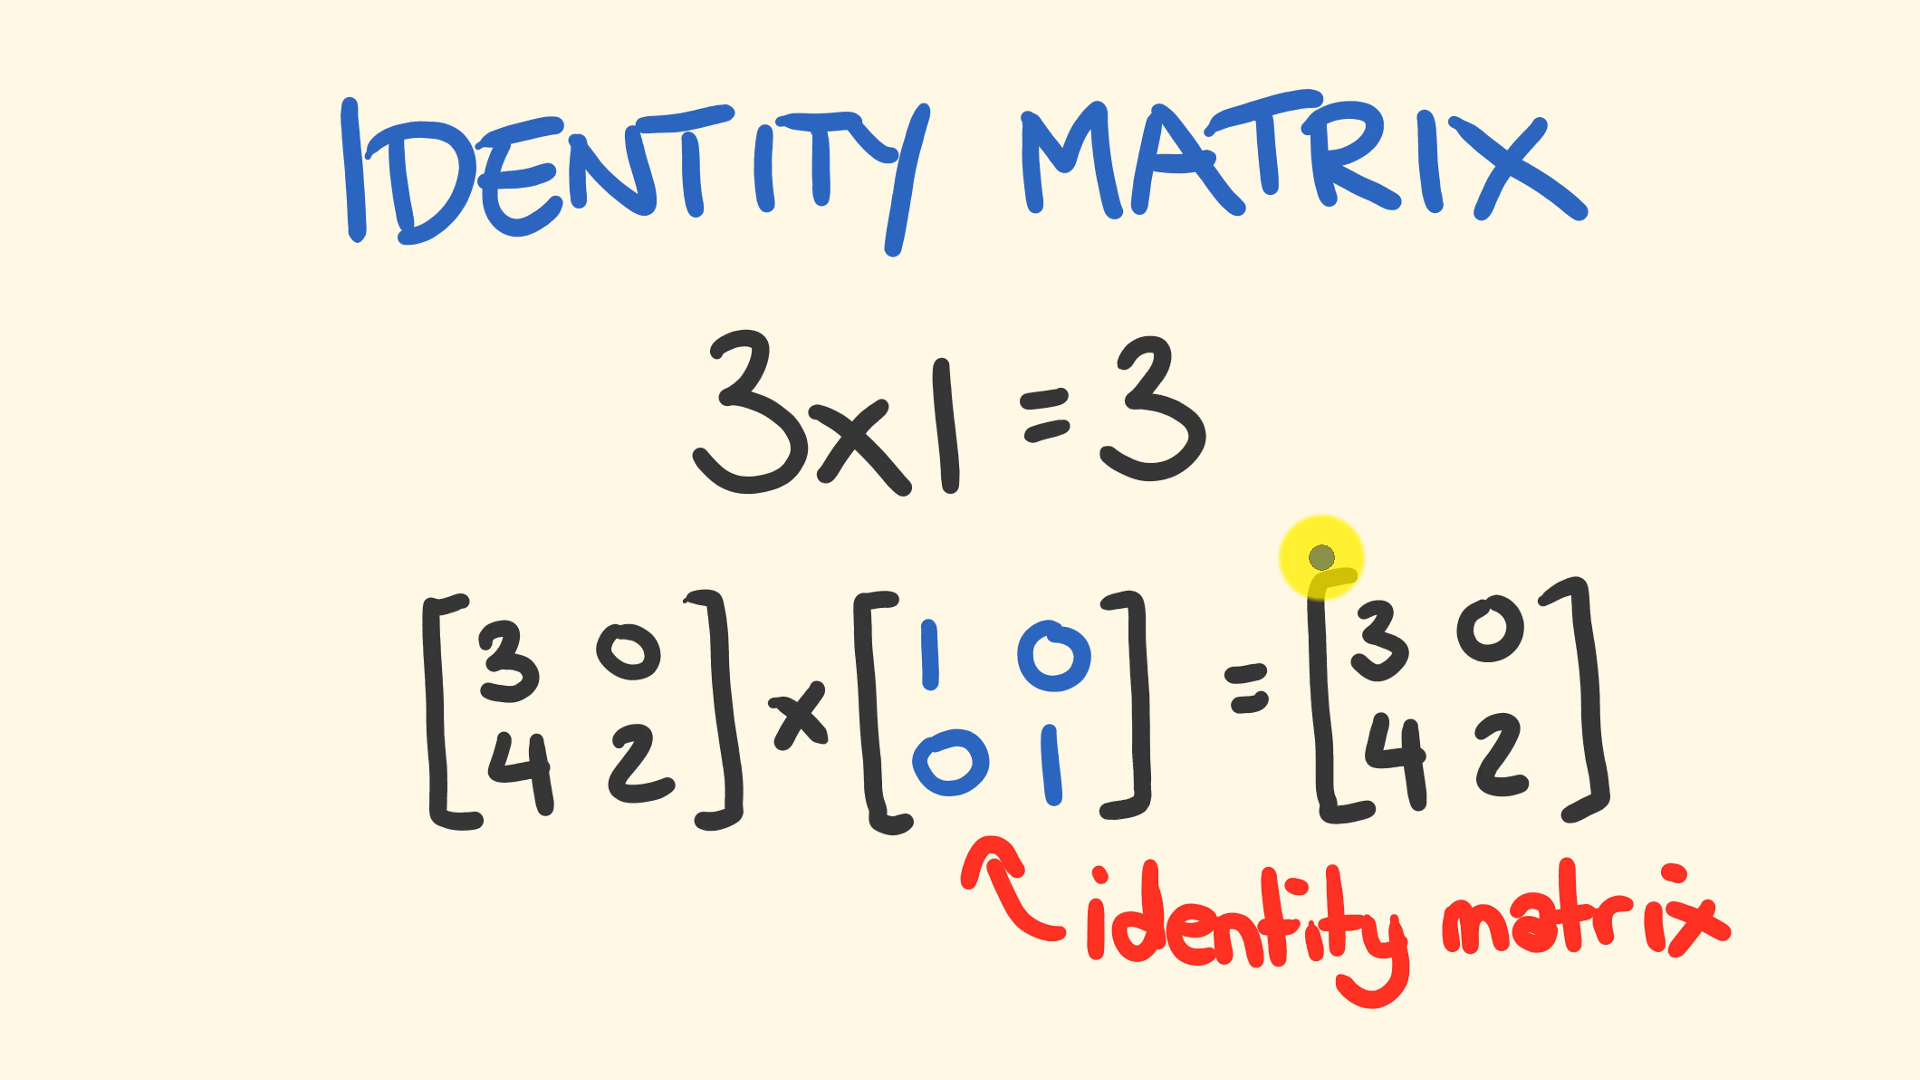 IDENTITY MATRIX
3x1=3
[3 0] x [1 0] = [3 0]
[4 2] [0 1] [4 2]
identity matrix